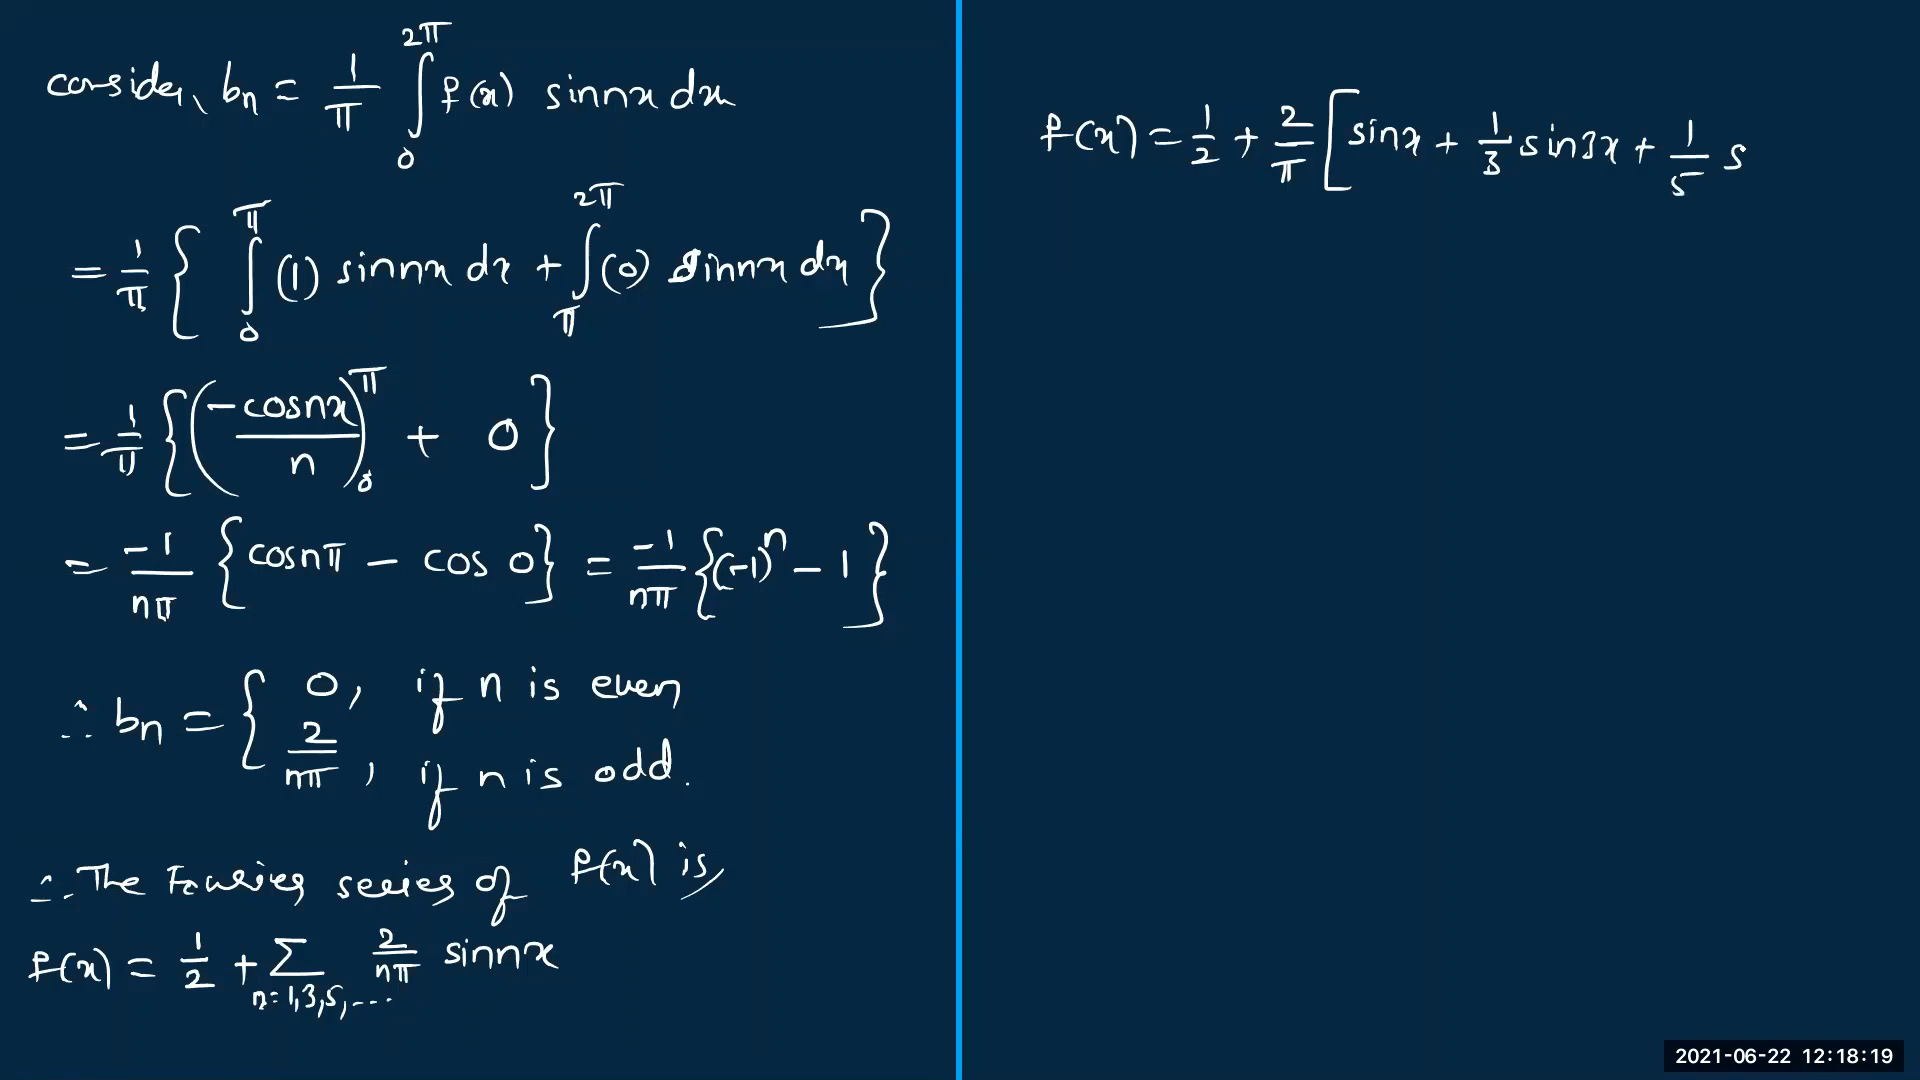 consider, bn = 1/π ∫₀^2π f(x) sinnx dx
= 1/π { ∫₀^π (1) sinnx dx + ∫_π^2π (0) sinnx dx }
= 1/π { (-cosnx/n)₀^π + 0 }
= -1/nπ { cosnπ - cos 0 } = -1/nπ { (-1)^n - 1 }
∴ bn = { 0, if n is even
2/nπ, if n is odd.
∴ The Fourier series of f(x) is,
f(x) = 1/2 + Σ_{n=1,3,5,....} 2/nπ sinnx
f(x) = 1/2 + 2/π [ sinx + 1/3 sin3x + 1/5 s
2021-06-22 12:18:19